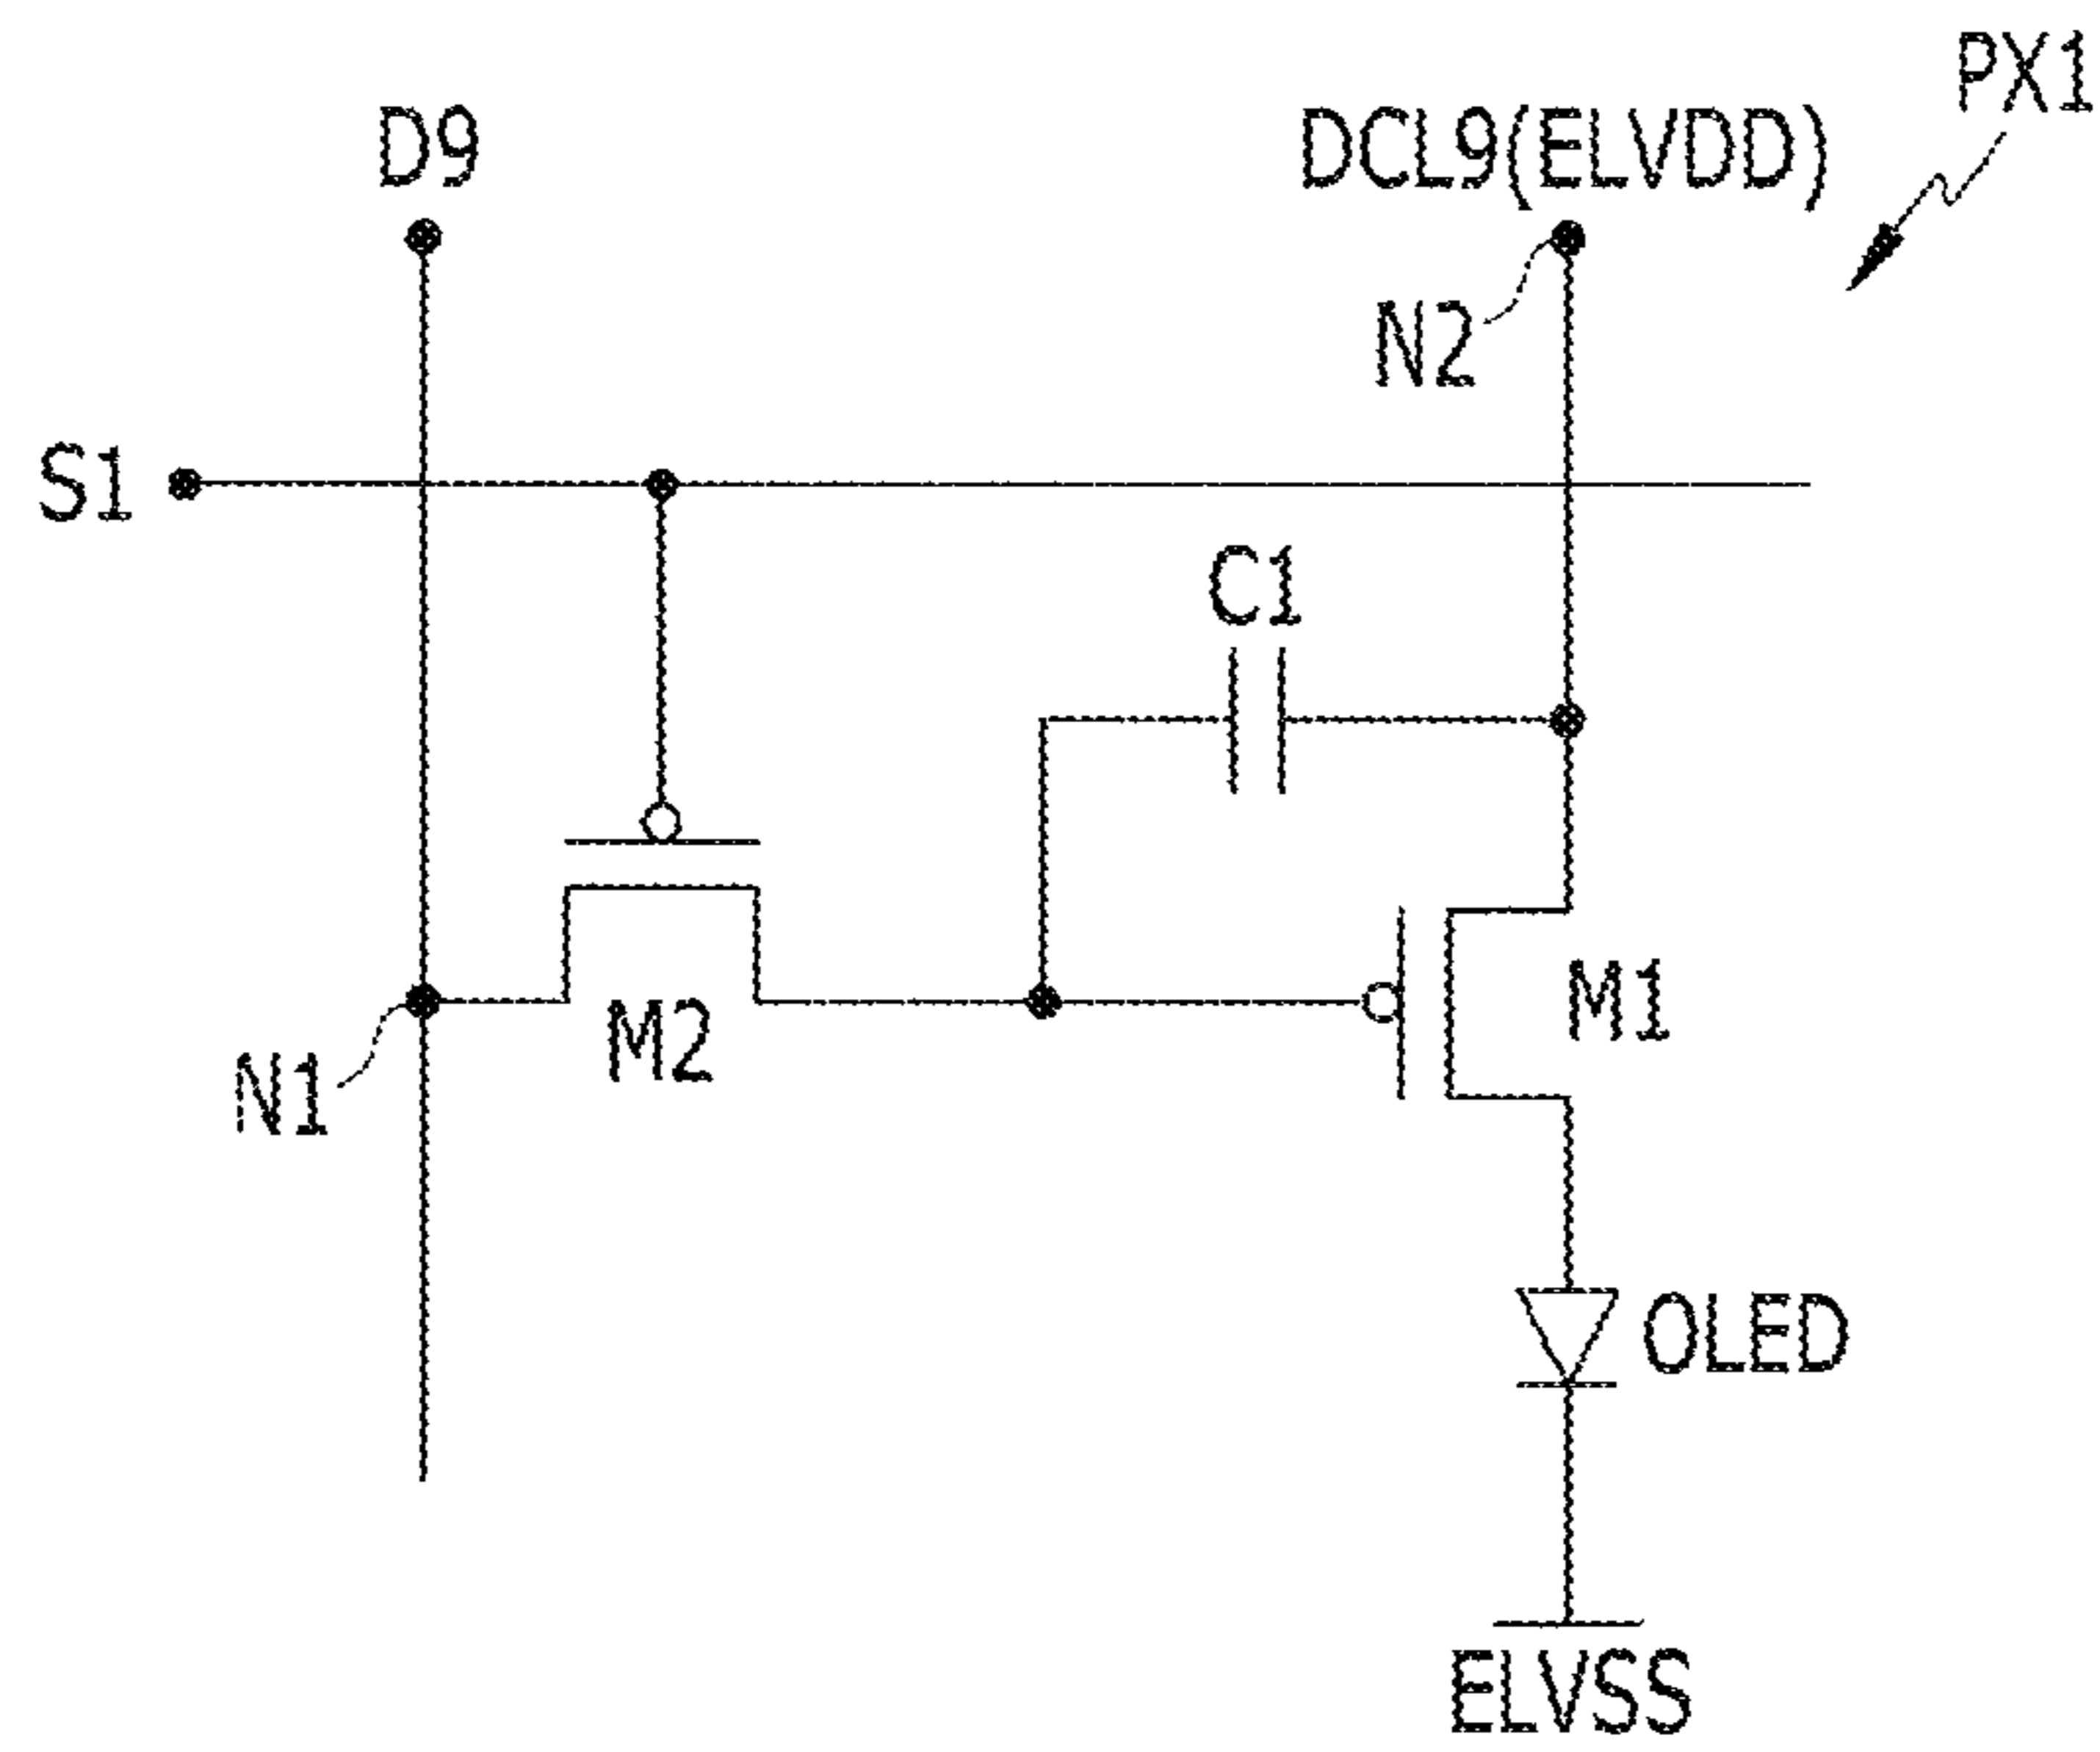 PX1
D9
DCL9(ELVDD)
N2
S1
C1
M1
M2
N1
OLED
ELVSS